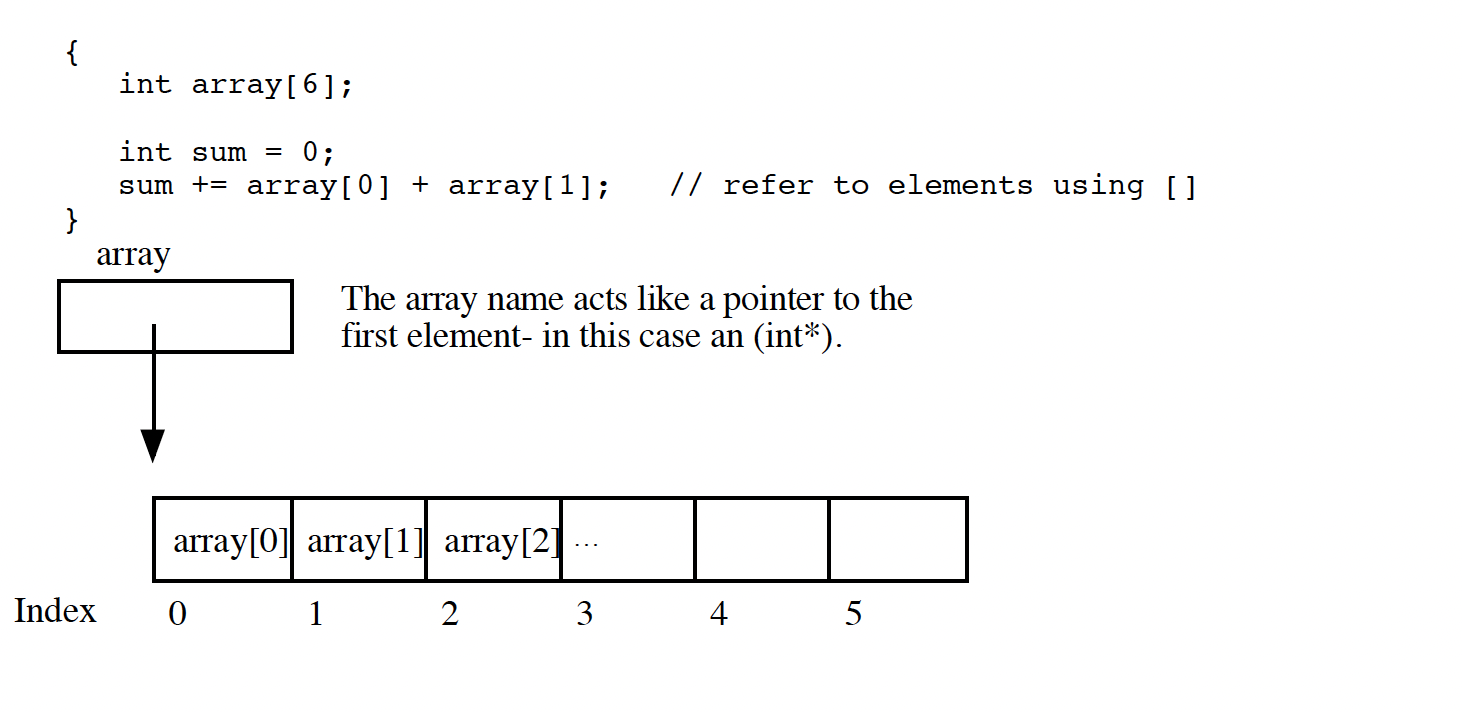 {
int array[6];
int sum = 0;
sum += array[0] + array[1];   // refer to elements using []
}
array
The array name acts like a pointer to the
first element- in this case an (int*).
array[0] array[1] array[2] ...
Index 0 1 2 3 4 5